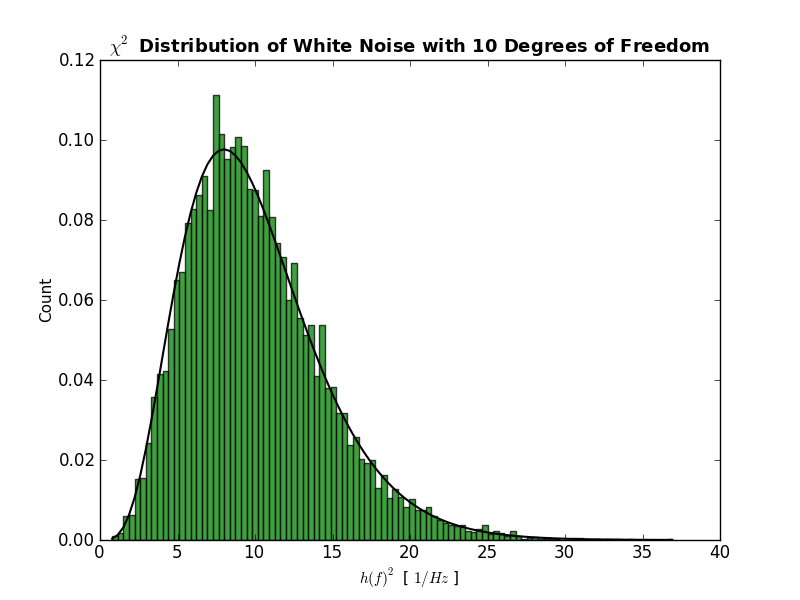 χ² Distribution of White Noise with 10 Degrees of Freedom
0.12
0.10
0.08
0.06
0.04
0.02
0.00
Count
0 5 10 15 20 25 30 35 40
h(f)² [ 1/Hz ]